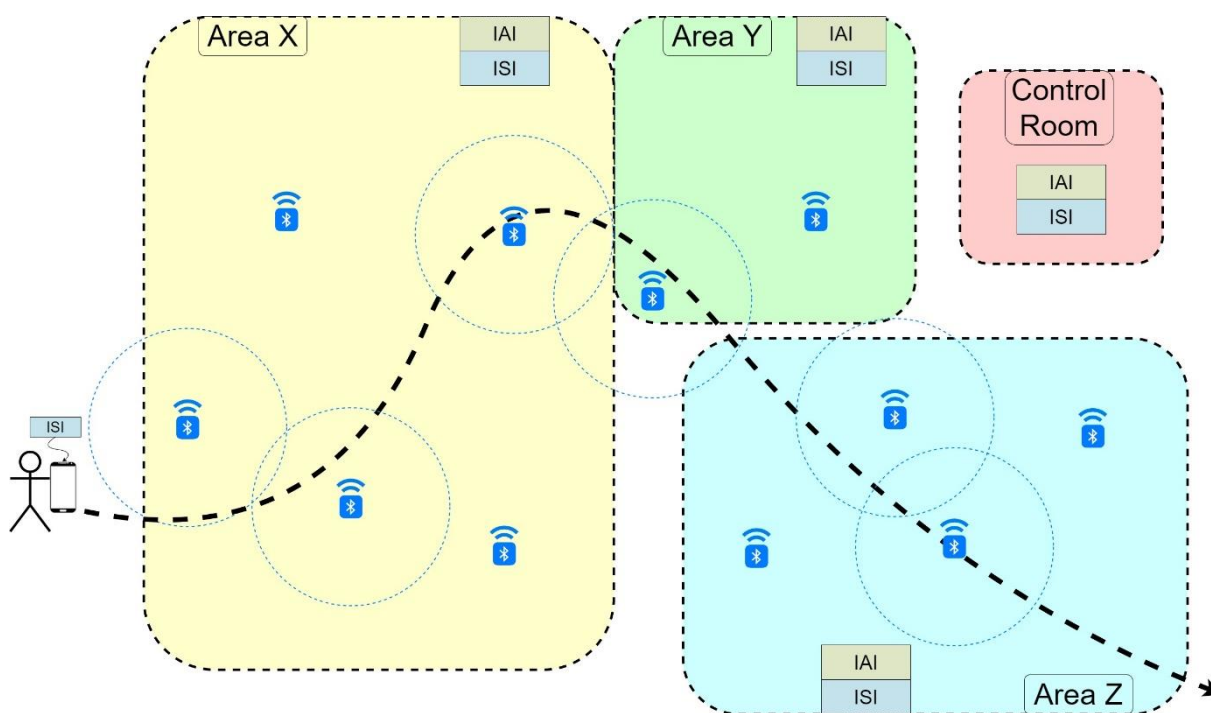 Area X
IAI
ISI
Area Y
IAI
ISI
Control
Room
IAI
ISI
ISI
IAI
ISI
Area Z